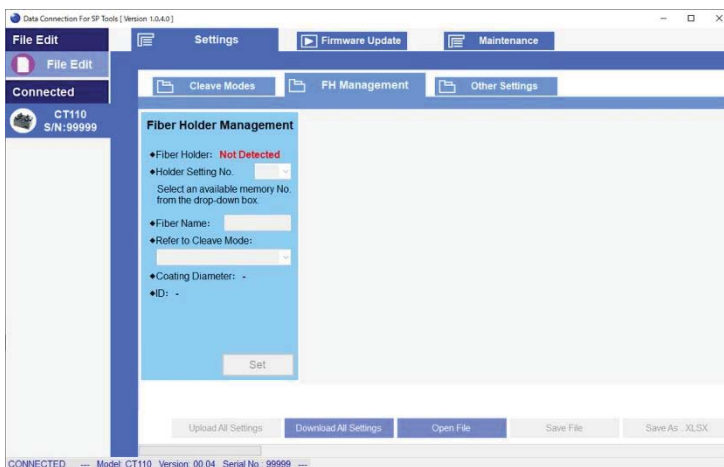 Data Connection For SP Tools [ Version 1.0.4.0 ]
File Edit
Settings
Firmware Update
Maintenance
File Edit
Connected
Cleave Modes
FH Management
Other Settings
CT110
S/N:99999
Fiber Holder Management
◆Fiber Holder: Not Detected
◆Holder Setting No.
Select an available memory No.
from the drop-down box.
◆Fiber Name:
◆Refer to Cleave Mode:
◆Coating Diameter: -
◆ID: -
Set
Upload All Settings
Download All Settings
Open File
Save File
Save As .XLSX
CONNECTED --- Model: CT110 Version: 00.04 Serial No.: 99999 ---